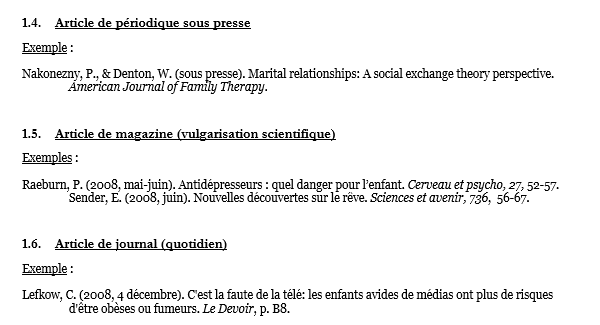 1.4. Article de périodique sous presse
Exemple :
Nakonezny, P., & Denton, W. (sous presse). Marital relationships: A social exchange theory perspective.
American Journal of Family Therapy.
1.5. Article de magazine (vulgarisation scientifique)
Exemples :
Raeburn, P. (2008, mai-juin). Antidépresseurs : quel danger pour l'enfant. Cerveau et psycho, 27, 52-57.
Sender, E. (2008, juin). Nouvelles découvertes sur le rêve. Sciences et avenir, 736, 56-67.
1.6. Article de journal (quotidien)
Exemple :
Lefkow, C. (2008, 4 décembre). C'est la faute de la télé: les enfants avides de médias ont plus de risques
d'être obèses ou fumeurs. Le Devoir, p. B8.